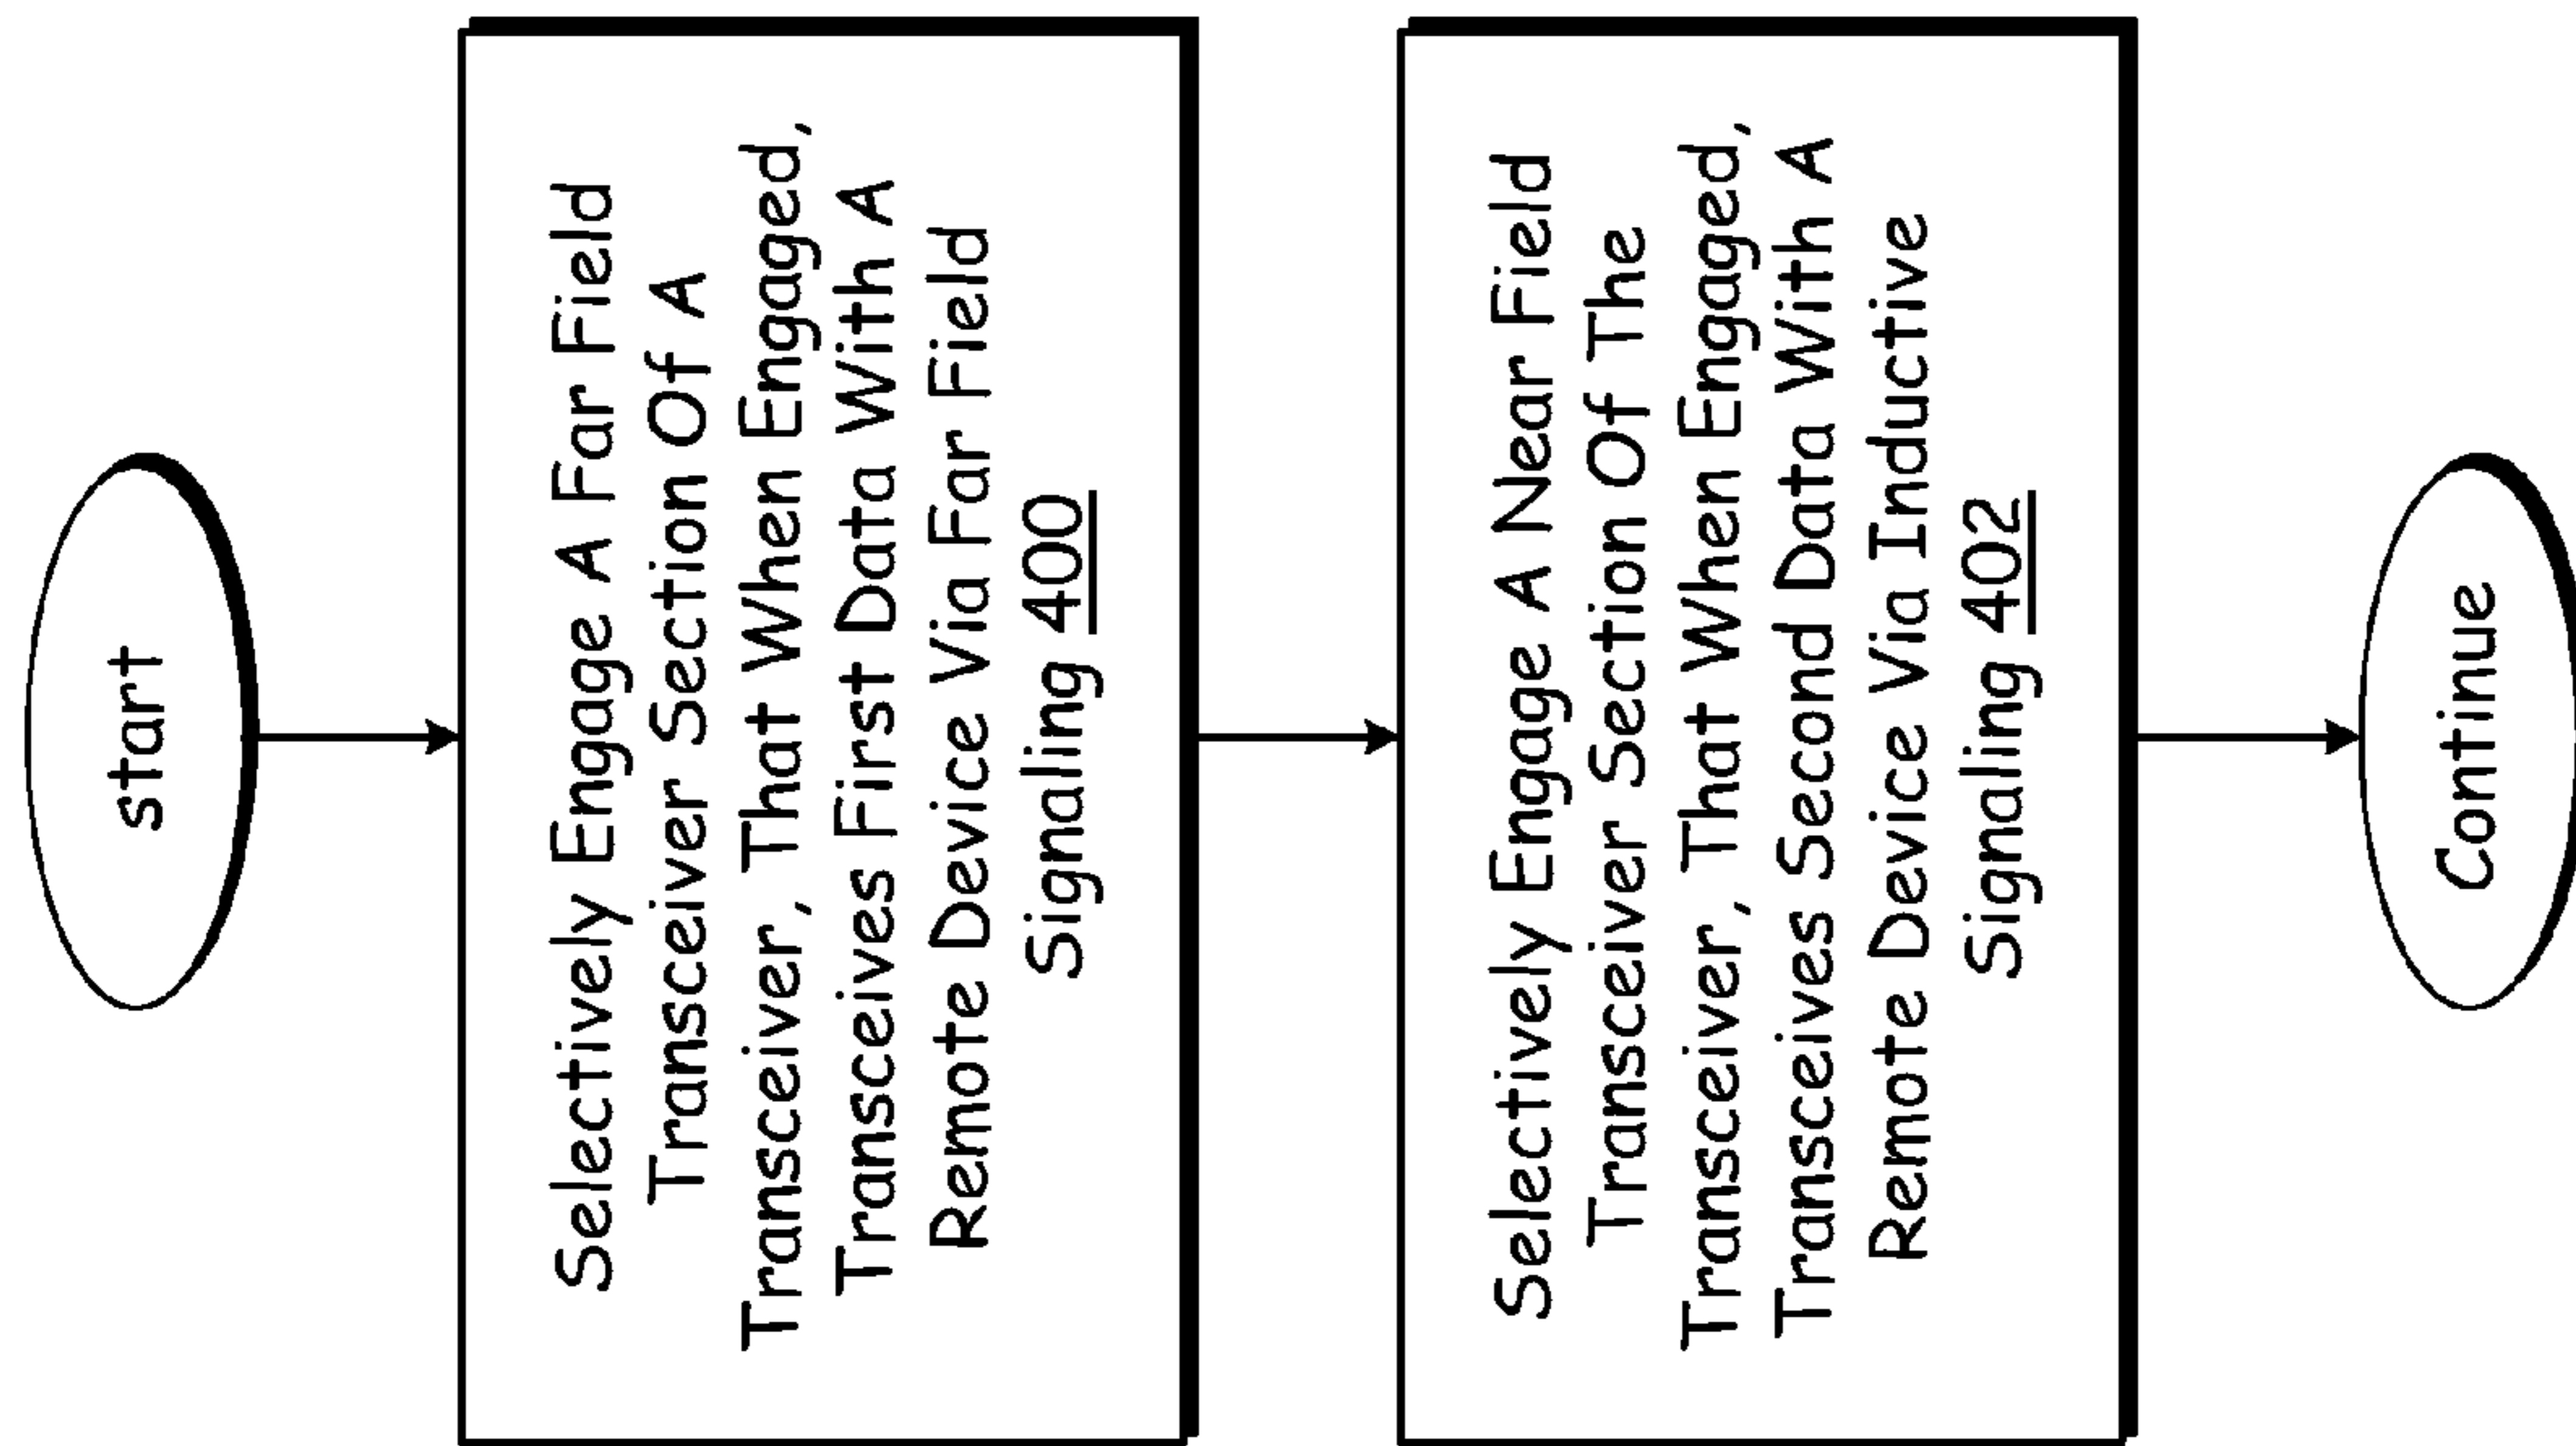 start
Selectively Engage A Far Field
Transceiver Section Of A
Transceiver, That When Engaged,
Transceives First Data With A
Remote Device Via Far Field
Signaling 400
Selectively Engage A Near Field
Transceiver Section Of The
Transceiver, That When Engaged,
Transceives Second Data With A
Remote Device Via Inductive
Signaling 402
Continue